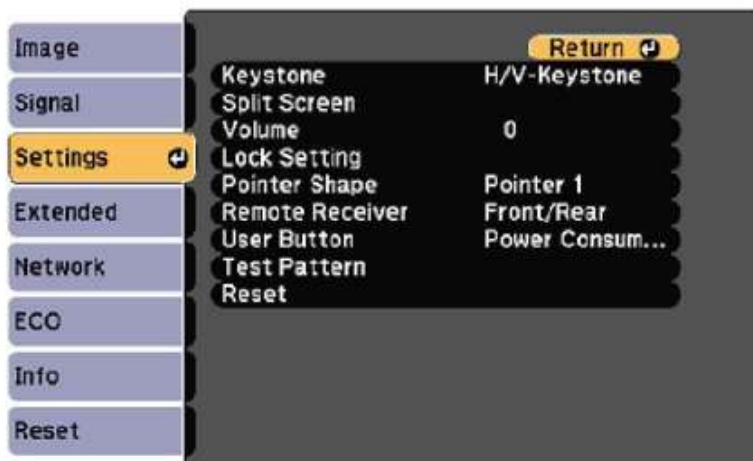 Image
Signal
Settings
Extended
Network
ECO
Info
Reset
Return
Keystone H/V-Keystone
Split Screen
Volume 0
Lock Setting
Pointer Shape Pointer 1
Remote Receiver Front/Rear
User Button Power Consum...
Test Pattern
Reset